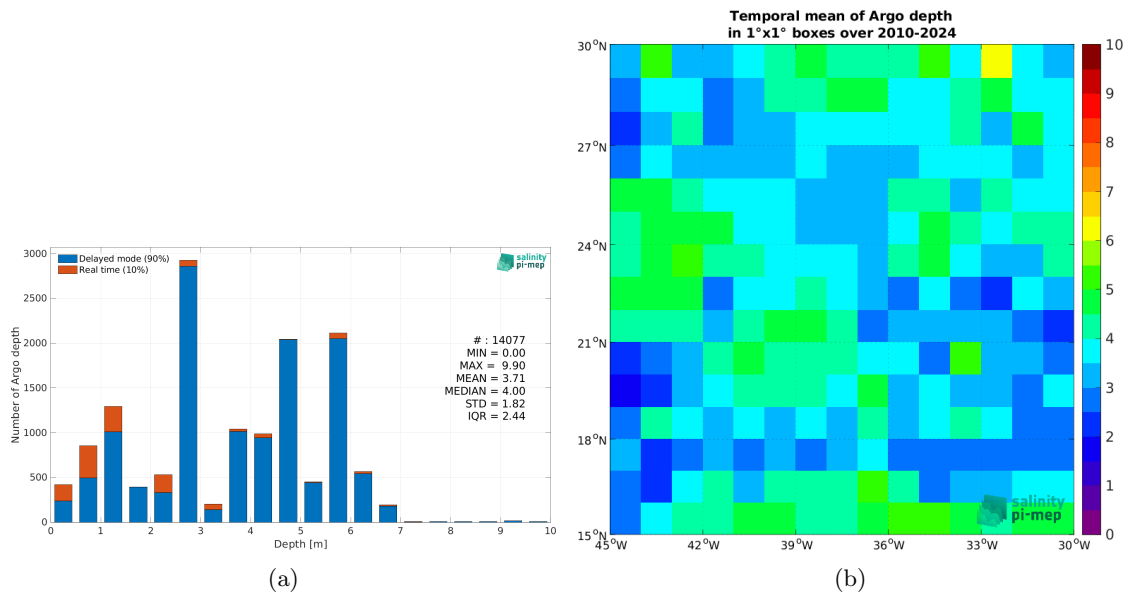 Temporal mean of Argo depth
in 1°x1° boxes over 2010-2024
Delayed mode (90%)
Real time (10%)
salinity
pi-mep
# : 14077
MIN = 0.00
MAX = 9.90
MEAN = 3.71
MEDIAN = 4.00
STD = 1.82
IQR = 2.44
Number of Argo depth
3000
2500
2000
1500
1000
500
0
0 1 2 3 4 5 6 7 8 9 10
Depth [m]
(a)
30°N
27°N
24°N
21°N
18°N
15°N
45°W 42°W 39°W 36°W 33°W 30°W
salinity
pi-mep
10
9
8
7
6
5
4
3
2
1
0
(b)